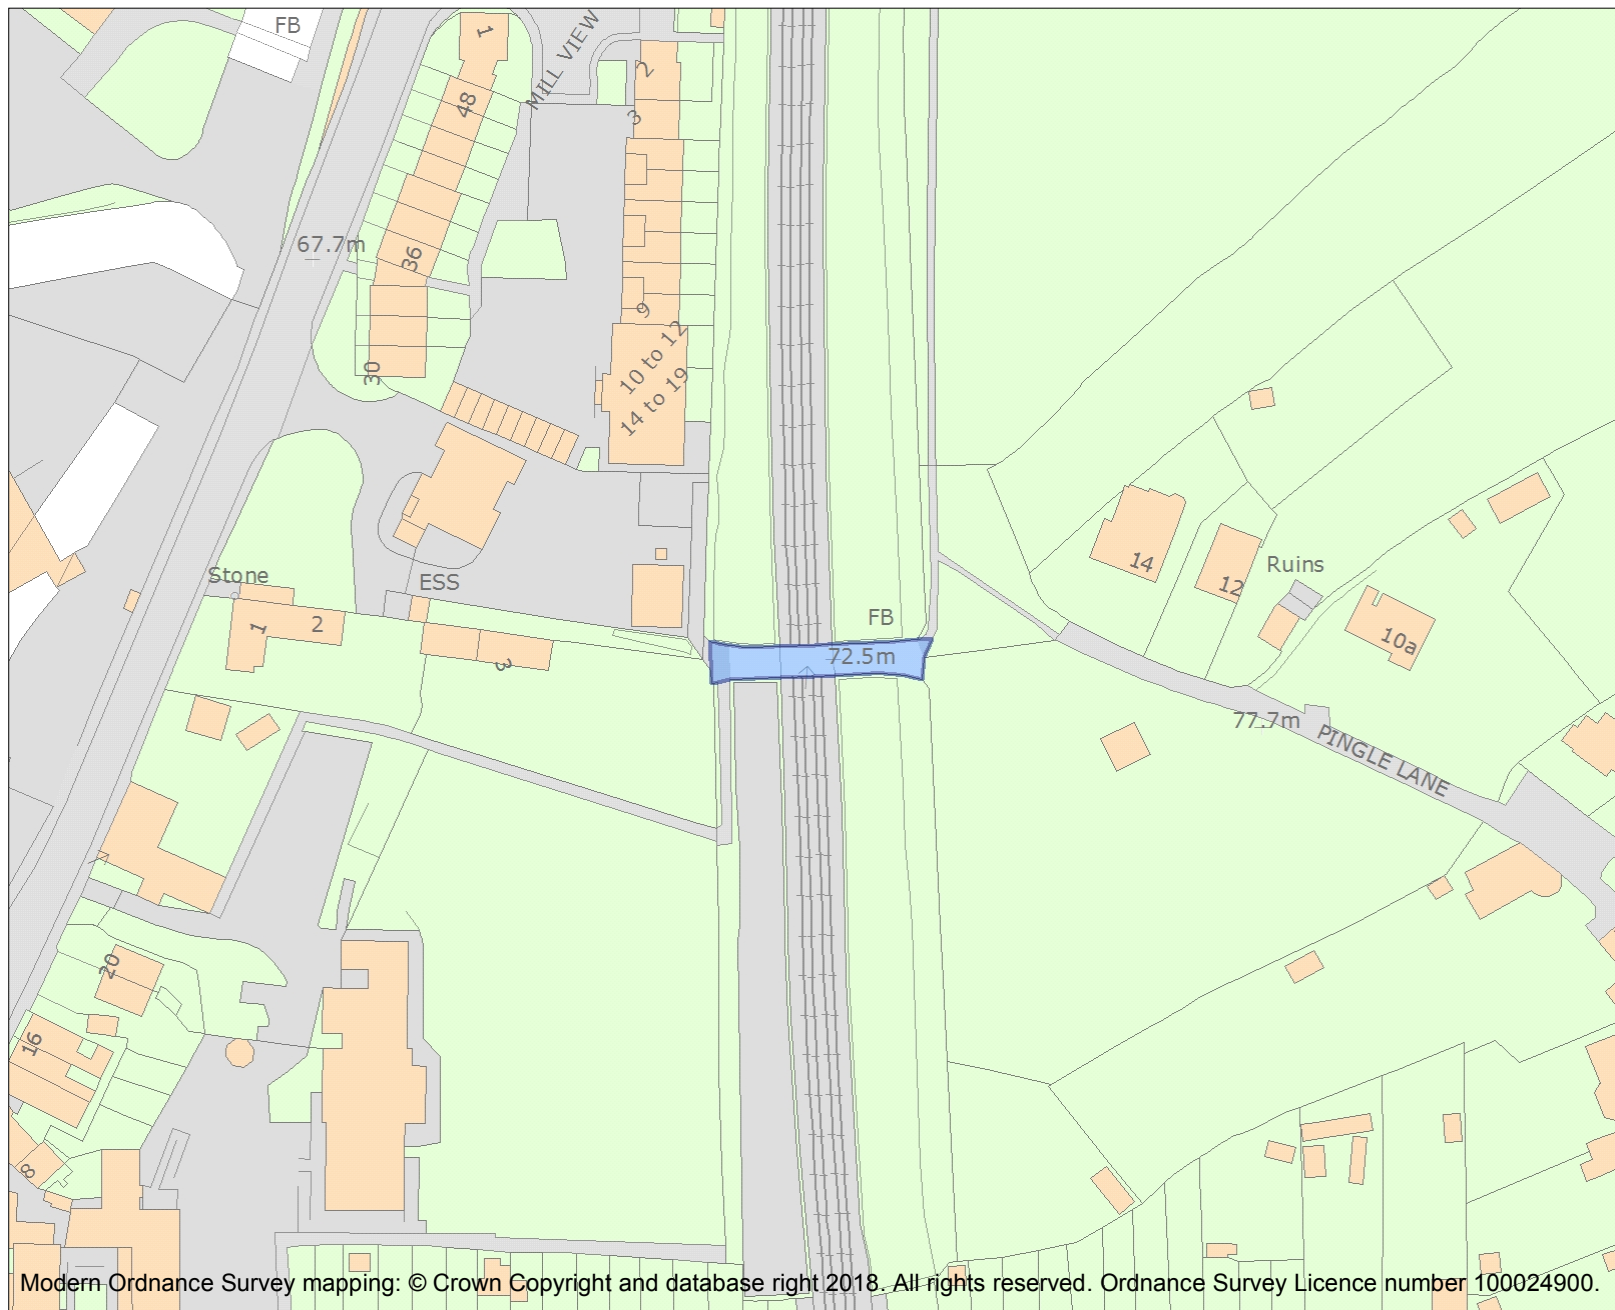 FB
1
MILL VIEW
2
48
3
67.7m
36
9
10 to 12
30
14 to 19
14
Ruins
12
Stone
ESS
FB
1
2
10a
3
72.5m
77.7m
PINGLE LANE
20
16
8
Modern Ordnance Survey mapping: © Crown Copyright and database right 2018. All rights reserved. Ordnance Survey Licence number 100024900.